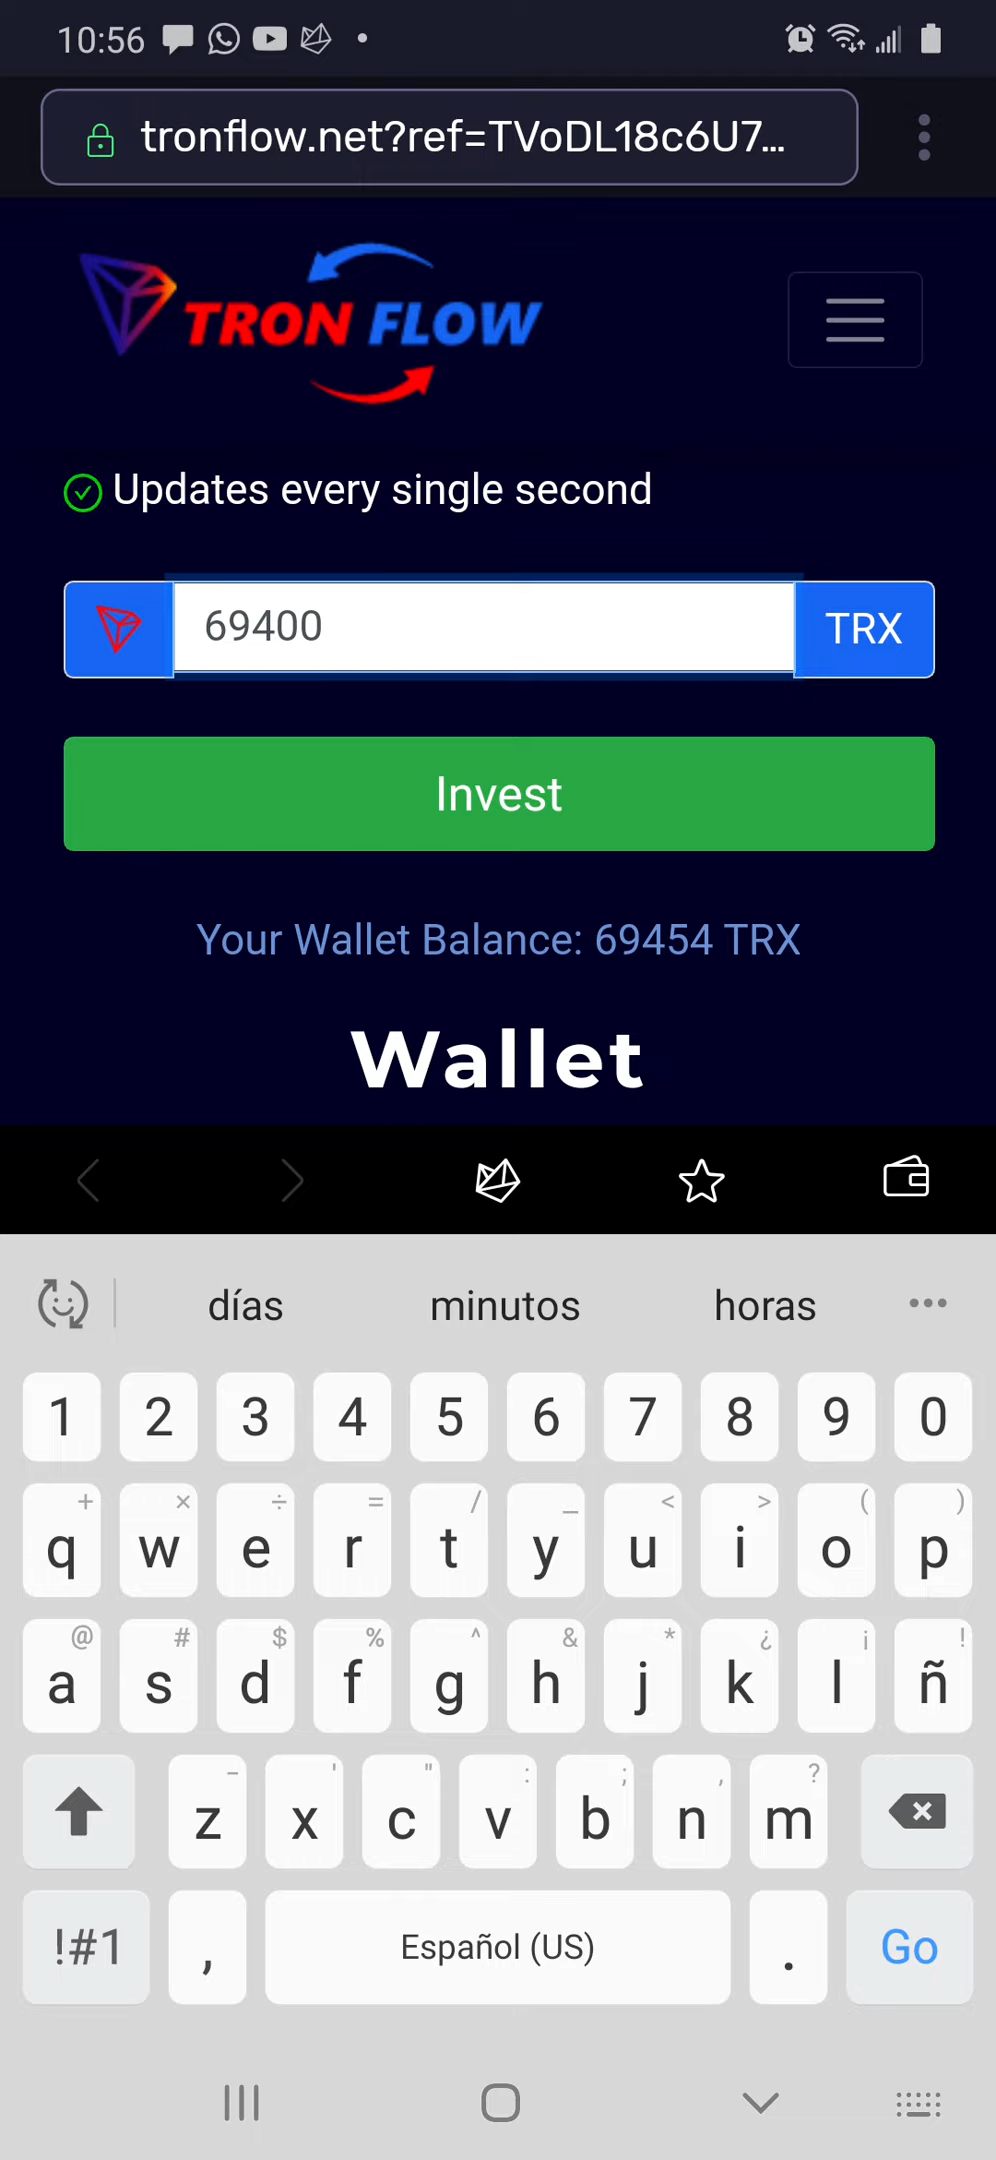 10:56
tronflow.net?ref=TVoDL18c6U7...
TRON FLOW
Updates every single second
69400 TRX
Invest
Your Wallet Balance: 69454 TRX
Wallet
días minutos horas
1 2 3 4 5 6 7 8 9 0
+ × ÷ = / _ < > ( )
q w e r t y u i o p
@ # $ % ^ & * ¿ ¡ !
a s d f g h j k l ñ
- ' " : ; , ?
z x c v b n m
!#1 , Español (US) . Go